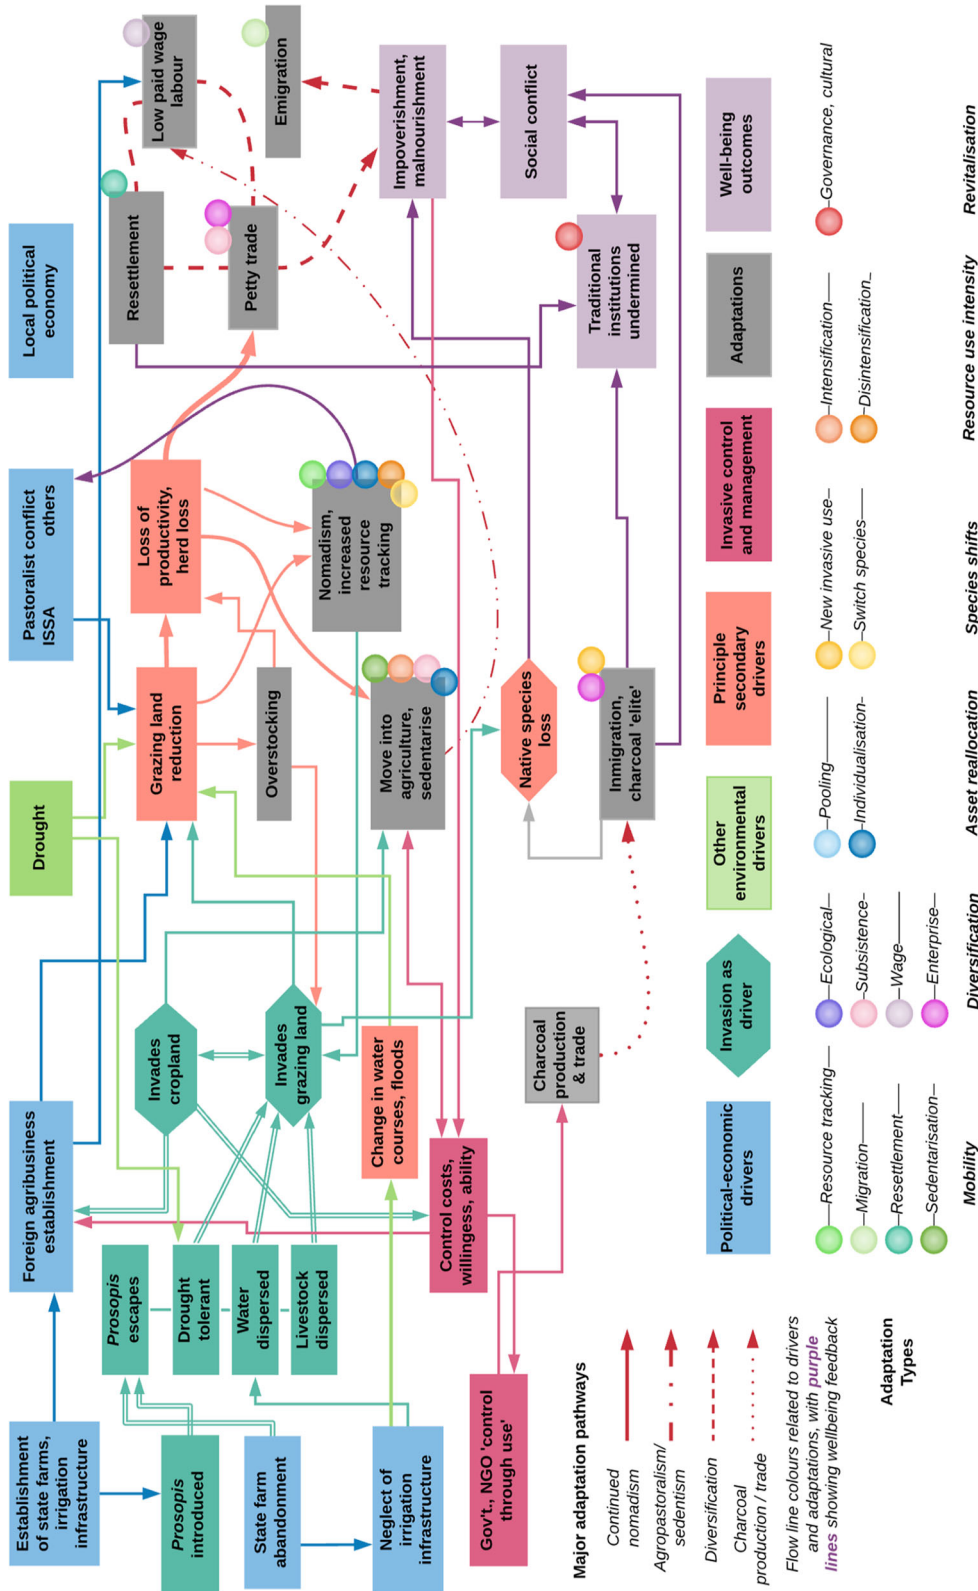 Establishment
of state farms,
irrigation
infrastructure
Prosopis
introduced
State farm
abandonment
Neglect of
irrigation
infrastructure
Gov't., NGO 'control
through use'
Foreign agribusiness
establishment
Prosopis
escapes
Drought
tolerant
Water
dispersed
Livestock
dispersed
Control costs,
willingess, ability
Invades
cropland
Invades
grazing land
Change in water
courses, floods
Charcoal
production
& trade
Drought
Grazing land
reduction
Overstocking
Move into
agriculture,
sedentarise
Native species
loss
Inmigration,
charcoal 'elite'
Pastoralist conflict
ISSA
others
Loss of
productivity,
herd loss
Nomadism,
increased
resource
tracking
Local political
economy
Resettlement
Petty trade
Traditional
institutions
undermined
Low paid wage
labour
Emigration
Impoverishment,
malnourishment
Social conflict
Major adaptation pathways
Continued
nomadism
Agropastoralism/
sedentism
Diversification
Charcoal
production / trade
Flow line colours related to drivers
and adaptations, with purple
lines showing wellbeing feedback
Political-economic
drivers
Invasion as
driver
Other
environmental
drivers
Principle
secondary
drivers
Invasive control
and management
Adaptations
Well-being
outcomes
Adaptation
Types
Resource tracking
Migration
Resettlement
Sedentarisation
Mobility
Ecological
Subsistence
Wage
Enterprise
Diversification
Pooling
Individualisation
Asset reallocation
New invasive use
Switch species
Species shifts
Intensification
Disintensification
Resource use intensity
Governance, cultural
Revitalisation